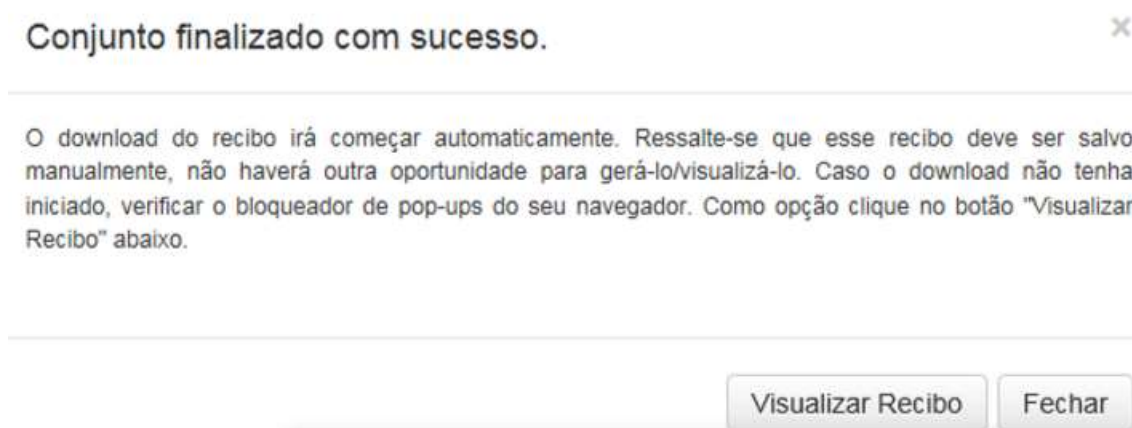 Conjunto finalizado com sucesso.
O download do recibo irá começar automaticamente. Ressalte-se que esse recibo deve ser salvo
manualmente, não haverá outra oportunidade para gerá-lo/visualizá-lo. Caso o download não tenha
iniciado, verificar o bloqueador de pop-ups do seu navegador. Como opção clique no botão "Visualizar
Recibo" abaixo.
Visualizar Recibo Fechar